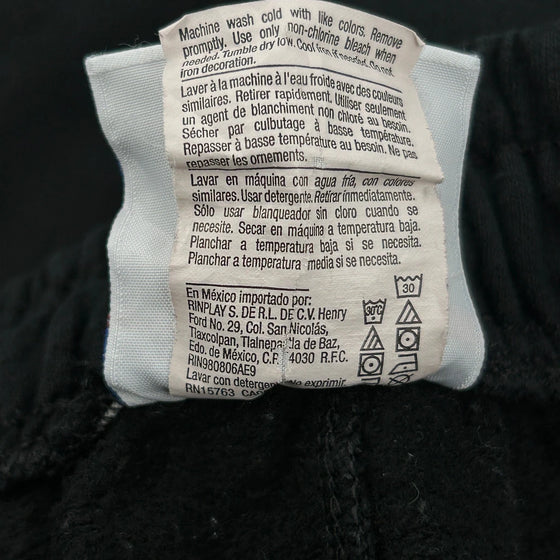 Machine wash cold with like colors. Remove
promptly. Use only non-chlorine bleach when
needed. Tumble dry low. Cool iron if needed. Do not
iron decoration.
Laver à la machine à l'eau froide avec des couleurs
similaires. Retirer rapidement. Utiliser seulement
un agent de blanchiment non chloré au besoin.
Sécher par culbutage à basse température.
Repasser à basse température au besoin. Ne pas
repasser les ornements.
Lavar en máquina con agua fría, con colores
similares. Usar detergente. Retirar inmediatamente.
Sólo usar blanqueador sin cloro cuando se
necesite. Secar en máquina a temperatura baja.
Planchar a temperatura baja si se necesita.
Planchar a temperatura media si se necesita.
En México importado por:
RINPLAY S. DE R.L. DE C.V. Henry
Ford No. 29, Col. San Nicolás,
Tlaxcolpan, Tlalnepantla de Baz,
Edo. de México, C.P. 4030 R.F.C.
RIN980806AE9
Lavar con detergente No exprimir
RN15763
30
30°C